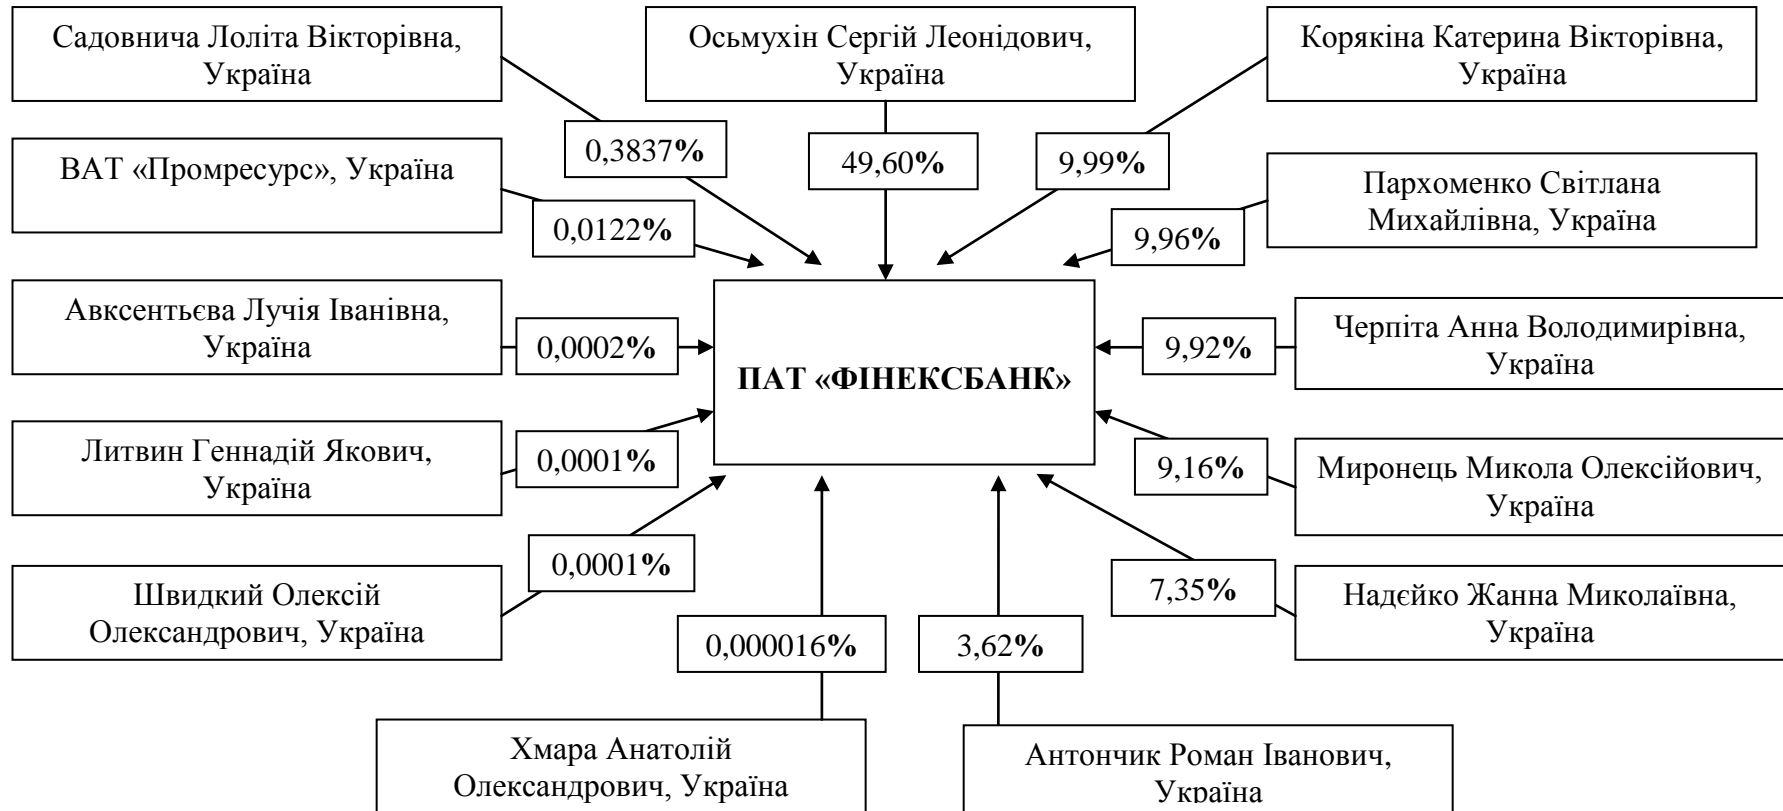 Садовнича Лоліта Вікторівна,
Україна
Осьмухін Сергій Леонідович,
Україна
Корякіна Катерина Вікторівна,
Україна
0,3837%
49,60%
9,99%
ВАТ «Промресурс», Україна
Пархоменко Світлана
Михайлівна, Україна
0,0122%
9,96%
Авксентьєва Лучія Іванівна,
Україна
0,0002%
ПАТ «ФІНЕКСБАНК»
9,92%
Черпіта Анна Володимирівна,
Україна
Литвин Геннадій Якович,
Україна
0,0001%
9,16%
Миронець Микола Олексійович,
Україна
0,0001%
Швидкий Олексій
Олександрович, Україна
7,35%
Надєйко Жанна Миколаївна,
Україна
0,000016%
3,62%
Хмара Анатолій
Олександрович, Україна
Антончик Роман Іванович,
Україна